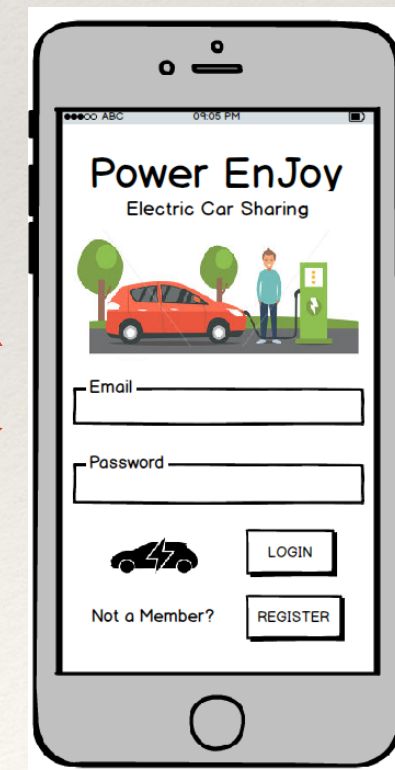 ABC 09:05 PM
Power EnJoy
Electric Car Sharing
Email
Password
LOGIN
Not a Member? REGISTER